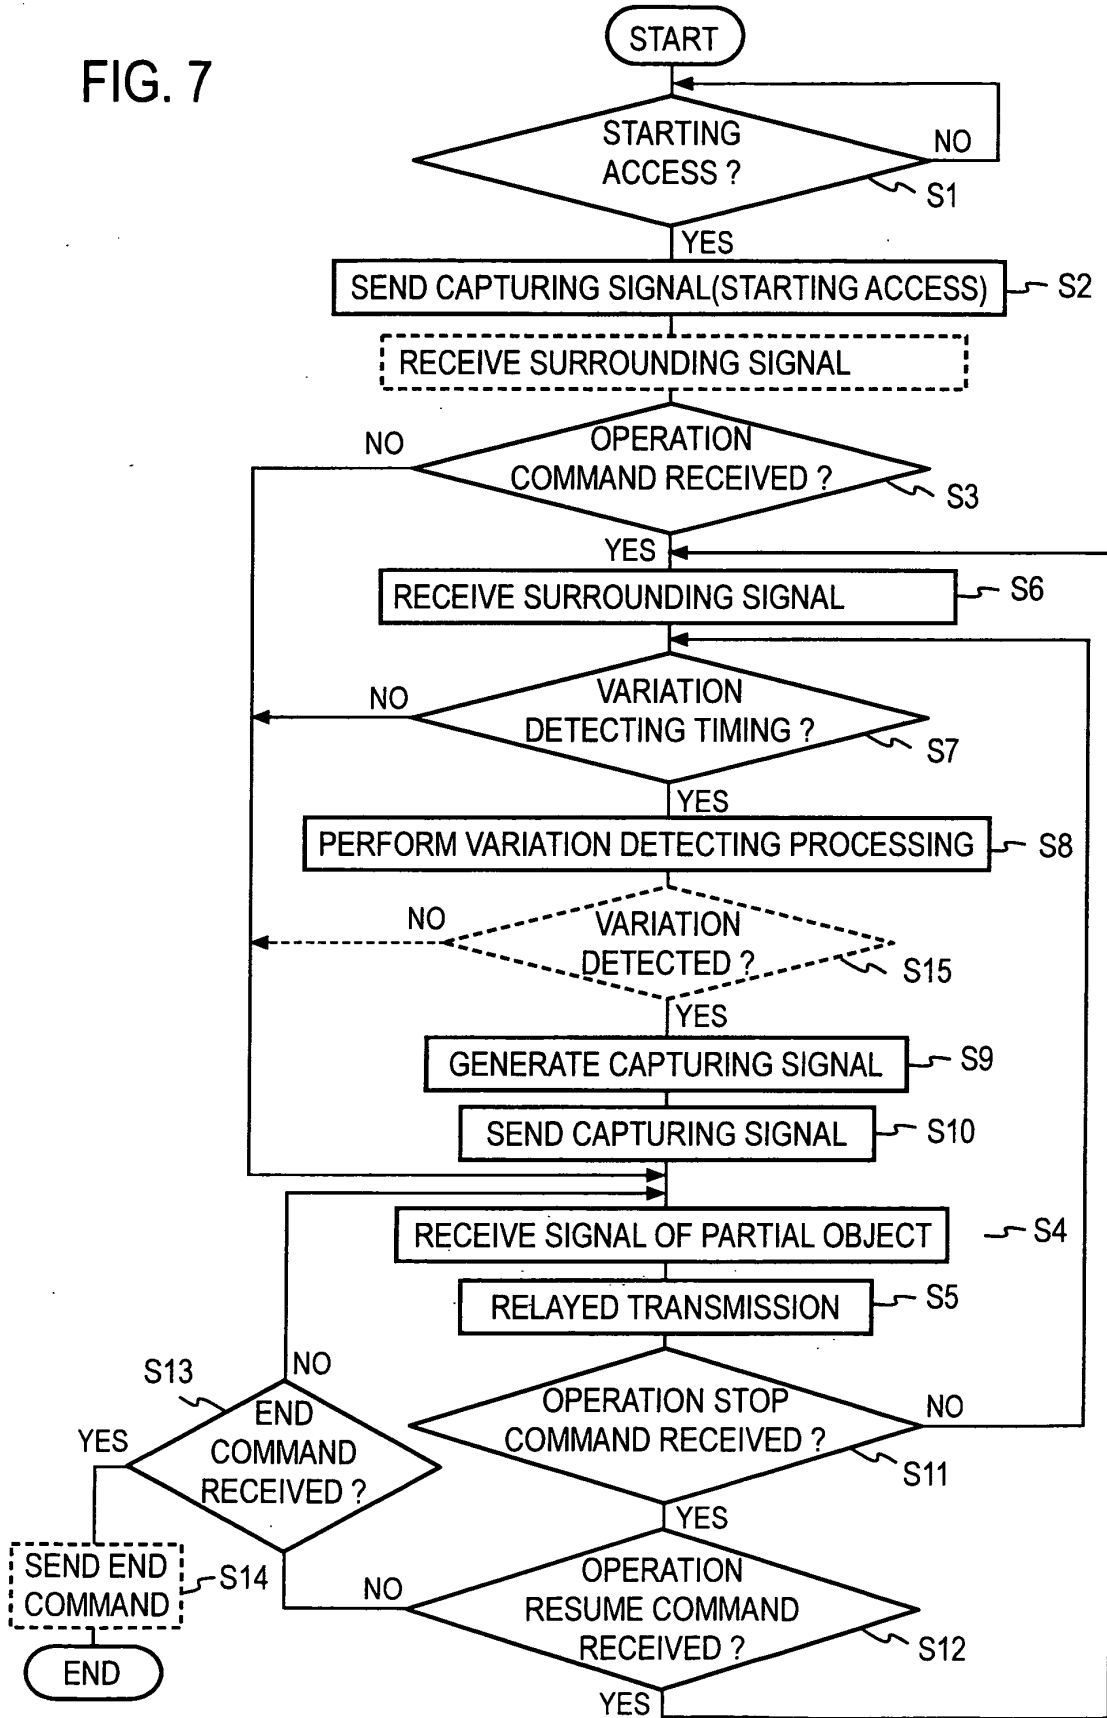 FIG. 7
START
STARTING
ACCESS ?
NO
S1
YES
SEND CAPTURING SIGNAL(STARTING ACCESS)
S2
RECEIVE SURROUNDING SIGNAL
NO
OPERATION
COMMAND RECEIVED ?
S3
YES
RECEIVE SURROUNDING SIGNAL
S6
NO
VARIATION
DETECTING TIMING ?
S7
YES
PERFORM VARIATION DETECTING PROCESSING
S8
NO
VARIATION
DETECTED ?
S15
YES
GENERATE CAPTURING SIGNAL
S9
SEND CAPTURING SIGNAL
S10
RECEIVE SIGNAL OF PARTIAL OBJECT
S4
RELAYED TRANSMISSION
S5
OPERATION STOP
COMMAND RECEIVED ?
NO
S11
YES
S13
NO
END
COMMAND
RECEIVED ?
YES
OPERATION
RESUME COMMAND
RECEIVED ?
NO
S12
YES
SEND END
COMMAND
S14
END